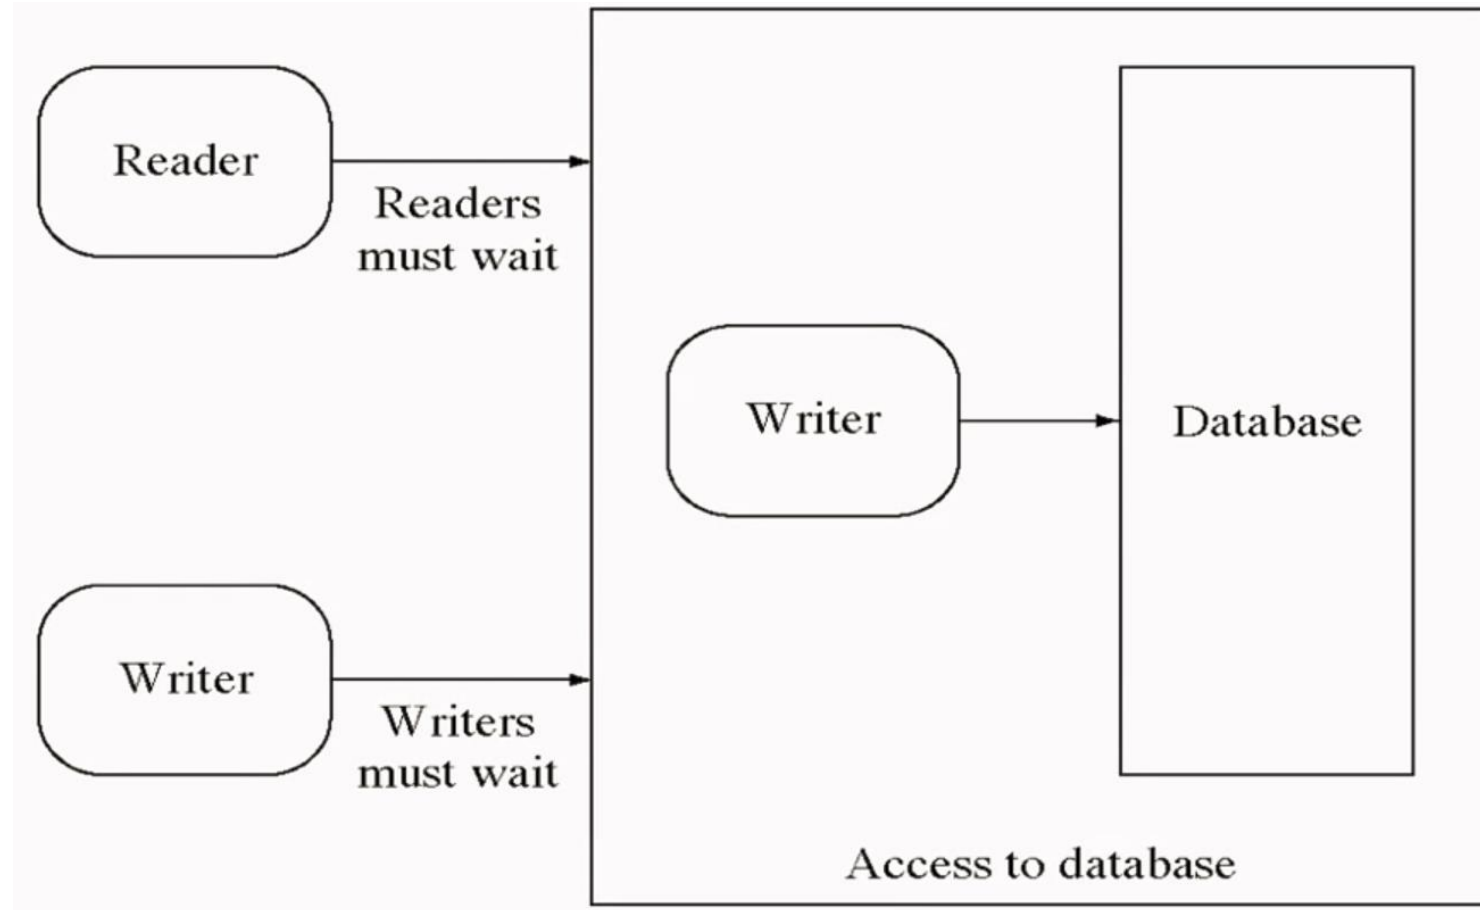 Reader
Readers
must wait
Writer
Database
Writer
Writers
must wait
Access to database